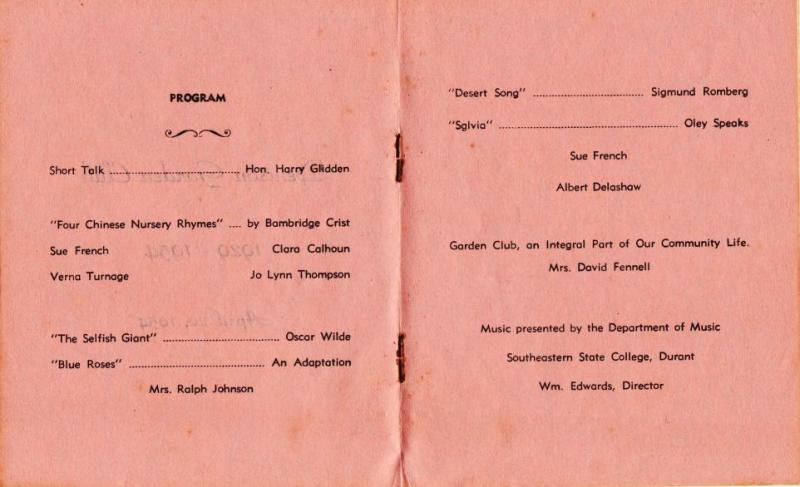 PROGRAM
Short Talk ........................................ Hon. Harry Glidden
"Four Chinese Nursery Rhymes" .... by Bambridge Crist
Sue French Clara Calhoun
Verna Turnage Jo Lynn Thompson
"The Selfish Giant" .................................... Oscar Wilde
"Blue Roses" .......................................... An Adaptation
Mrs. Ralph Johnson
"Desert Song" .................................. Sigmund Romberg
"Sglvia" ........................................................ Oley Speaks
Sue French
Albert Delashaw
Garden Club, an Integral Part of Our Community Life.
Mrs. David Fennell
Music presented by the Department of Music
Southeastern State College, Durant
Wm. Edwards, Director